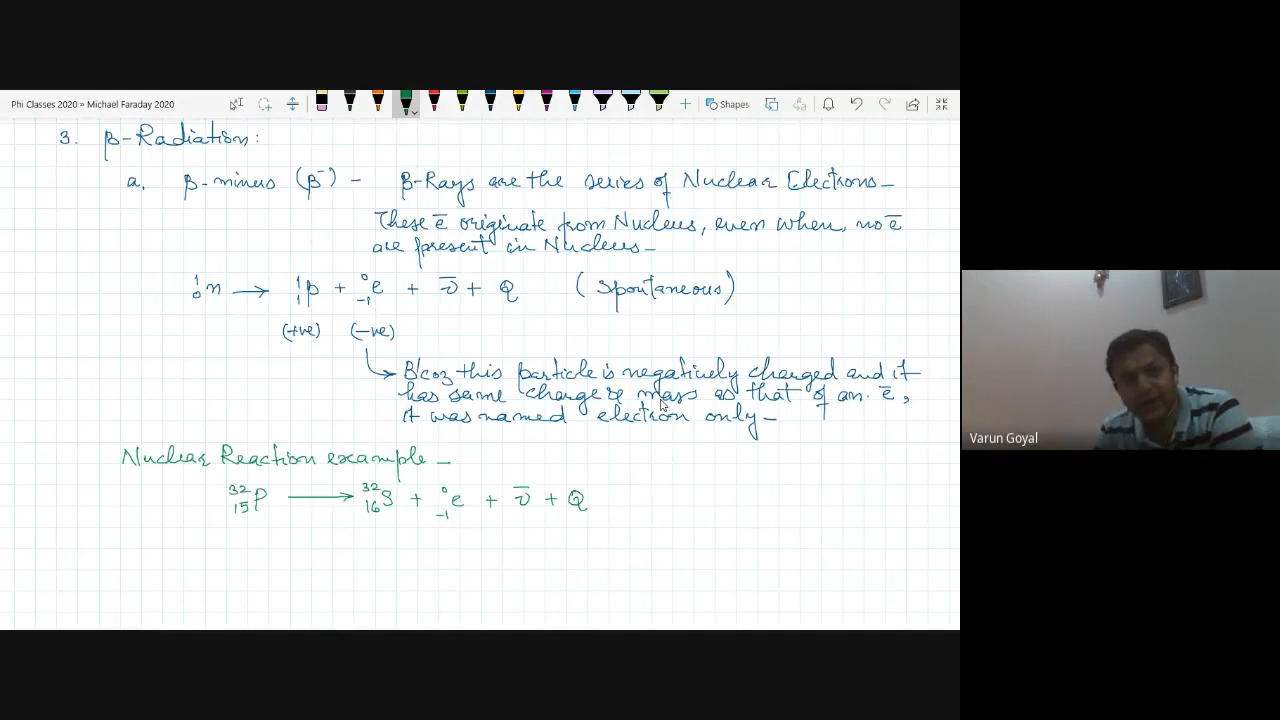 Phi Classes 2020 » Michael Faraday 2020
Shapes
3. β-Radiation:
a. β-minus (β⁻) - β-Rays are the series of Nuclear Electrons-
These e̅ originate from Nucleus, even when, no e̅
are present in Nucleus-
¹₀n ⟶ ¹₁p + ⁰₋₁e + ν̅ + Q (Spontaneous)
(+ve) (-ve)
B'coz this particle is negatively charged and it
has same charge & mass as that of an e̅,
it was named election only-
Nuclear Reaction example -
³²₁₅P ⟶ ³²₁₆S + ⁰₋₁e + ν̅ + Q
Varun Goyal